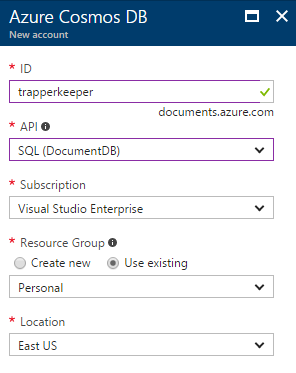 Azure Cosmos DB
New account
* ID
trapperkeeper
documents.azure.com
* API
SQL (DocumentDB)
* Subscription
Visual Studio Enterprise
* Resource Group
Create new Use existing
Personal
* Location
East US